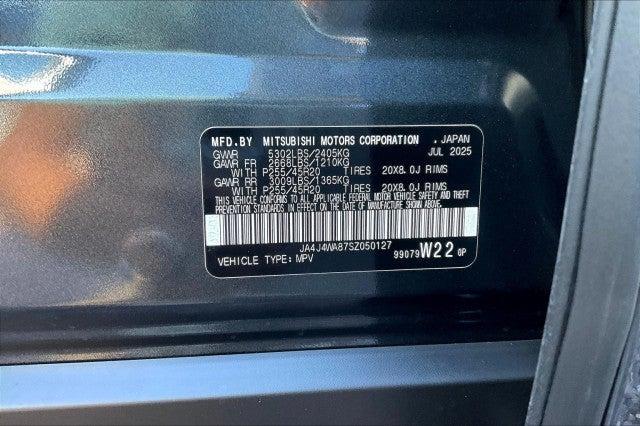 MFD.BY MITSUBISHI MOTORS CORPORATION .JAPAN
GVWR 5302LBS/2405KG JUL 2025
GAWR FR 2668LBS/1210KG
WITH P255/45R20 TIRES 20X8.0J RIMS
GAWR RR 3009LBS/1365KG
WITH P255/45R20 TIRES 20X8.0J RIMS
THIS VEHICLE CONFORMS TO ALL APPLICABLE FEDERAL MOTOR VEHICLE SAFETY AND THEFT
PREVENTION STANDARDS IN EFFECT ON THE DATE OF MANUFACTURE SHOWN ABOVE.
JA4J4WA87SZ050127
VEHICLE TYPE: MPV 99079 W22 0P